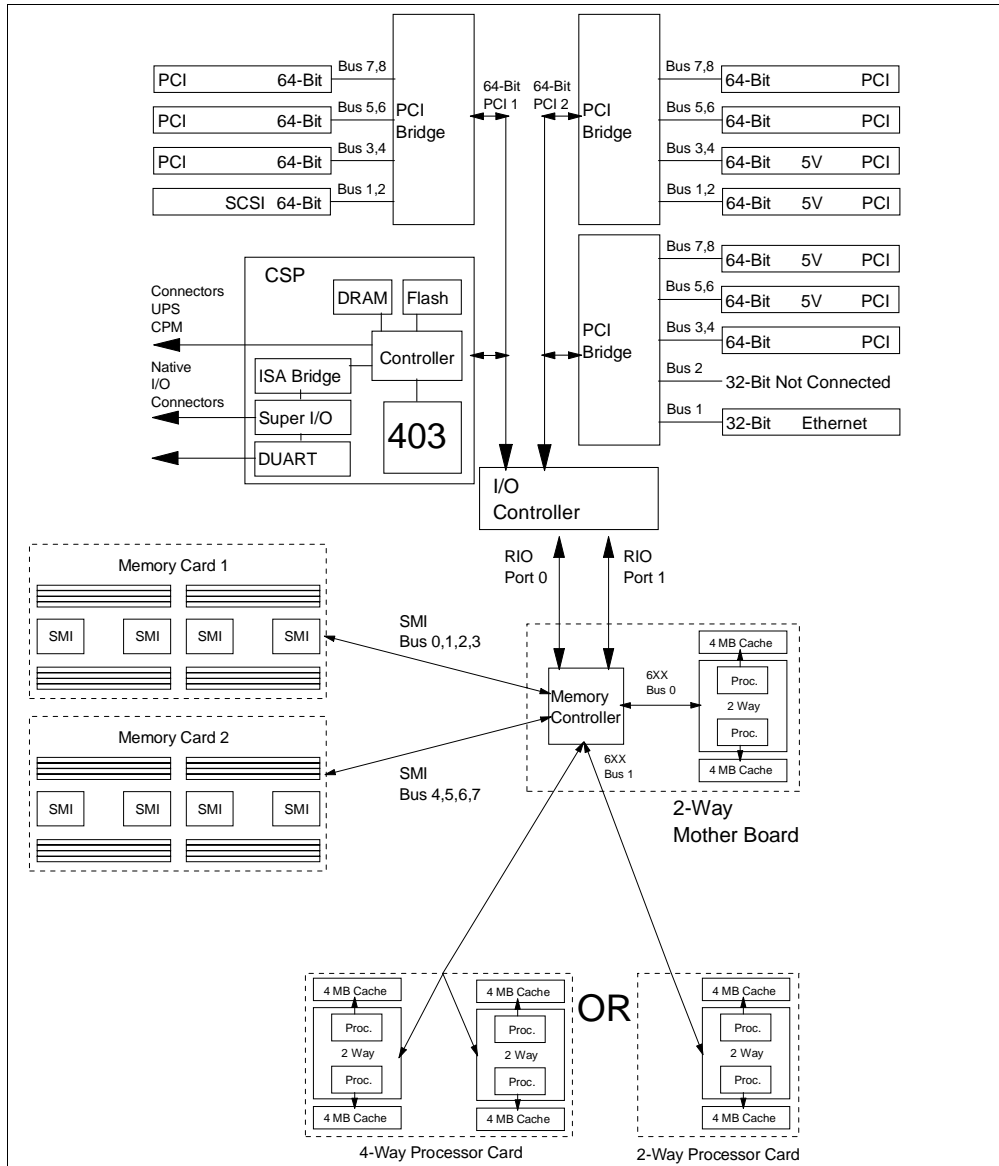 Bus 7,8
PCI 64-Bit
Bus 5,6
PCI 64-Bit
Bus 3,4
PCI 64-Bit
Bus 1,2
SCSI 64-Bit
PCI
Bridge
64-Bit
PCI 1
64-Bit
PCI 2
PCI
Bridge
Bus 7,8
64-Bit PCI
Bus 5,6
64-Bit PCI
Bus 3,4
64-Bit 5V PCI
Bus 1,2
64-Bit 5V PCI
CSP
DRAM
Flash
Controller
ISA Bridge
Super I/O
DUART
403
Connectors
UPS
CPM
Native
I/O
Connectors
PCI
Bridge
Bus 7,8
64-Bit 5V PCI
Bus 5,6
64-Bit 5V PCI
Bus 3,4
64-Bit PCI
Bus 2
32-Bit Not Connected
Bus 1
32-Bit Ethernet
I/O
Controller
RIO
Port 0
RIO
Port 1
Memory Card 1
SMI SMI SMI SMI
SMI
Bus 0,1,2,3
Memory Card 2
SMI SMI SMI SMI
SMI
Bus 4,5,6,7
Memory
Controller
6XX
Bus 0
6XX
Bus 1
4 MB Cache
Proc.
2 Way
Proc.
4 MB Cache
2-Way
Mother Board
4 MB Cache
Proc.
2 Way
Proc.
4 MB Cache
4 MB Cache
Proc.
2 Way
Proc.
4 MB Cache
4-Way Processor Card
OR
4 MB Cache
Proc.
2 Way
Proc.
4 MB Cache
2-Way Processor Card